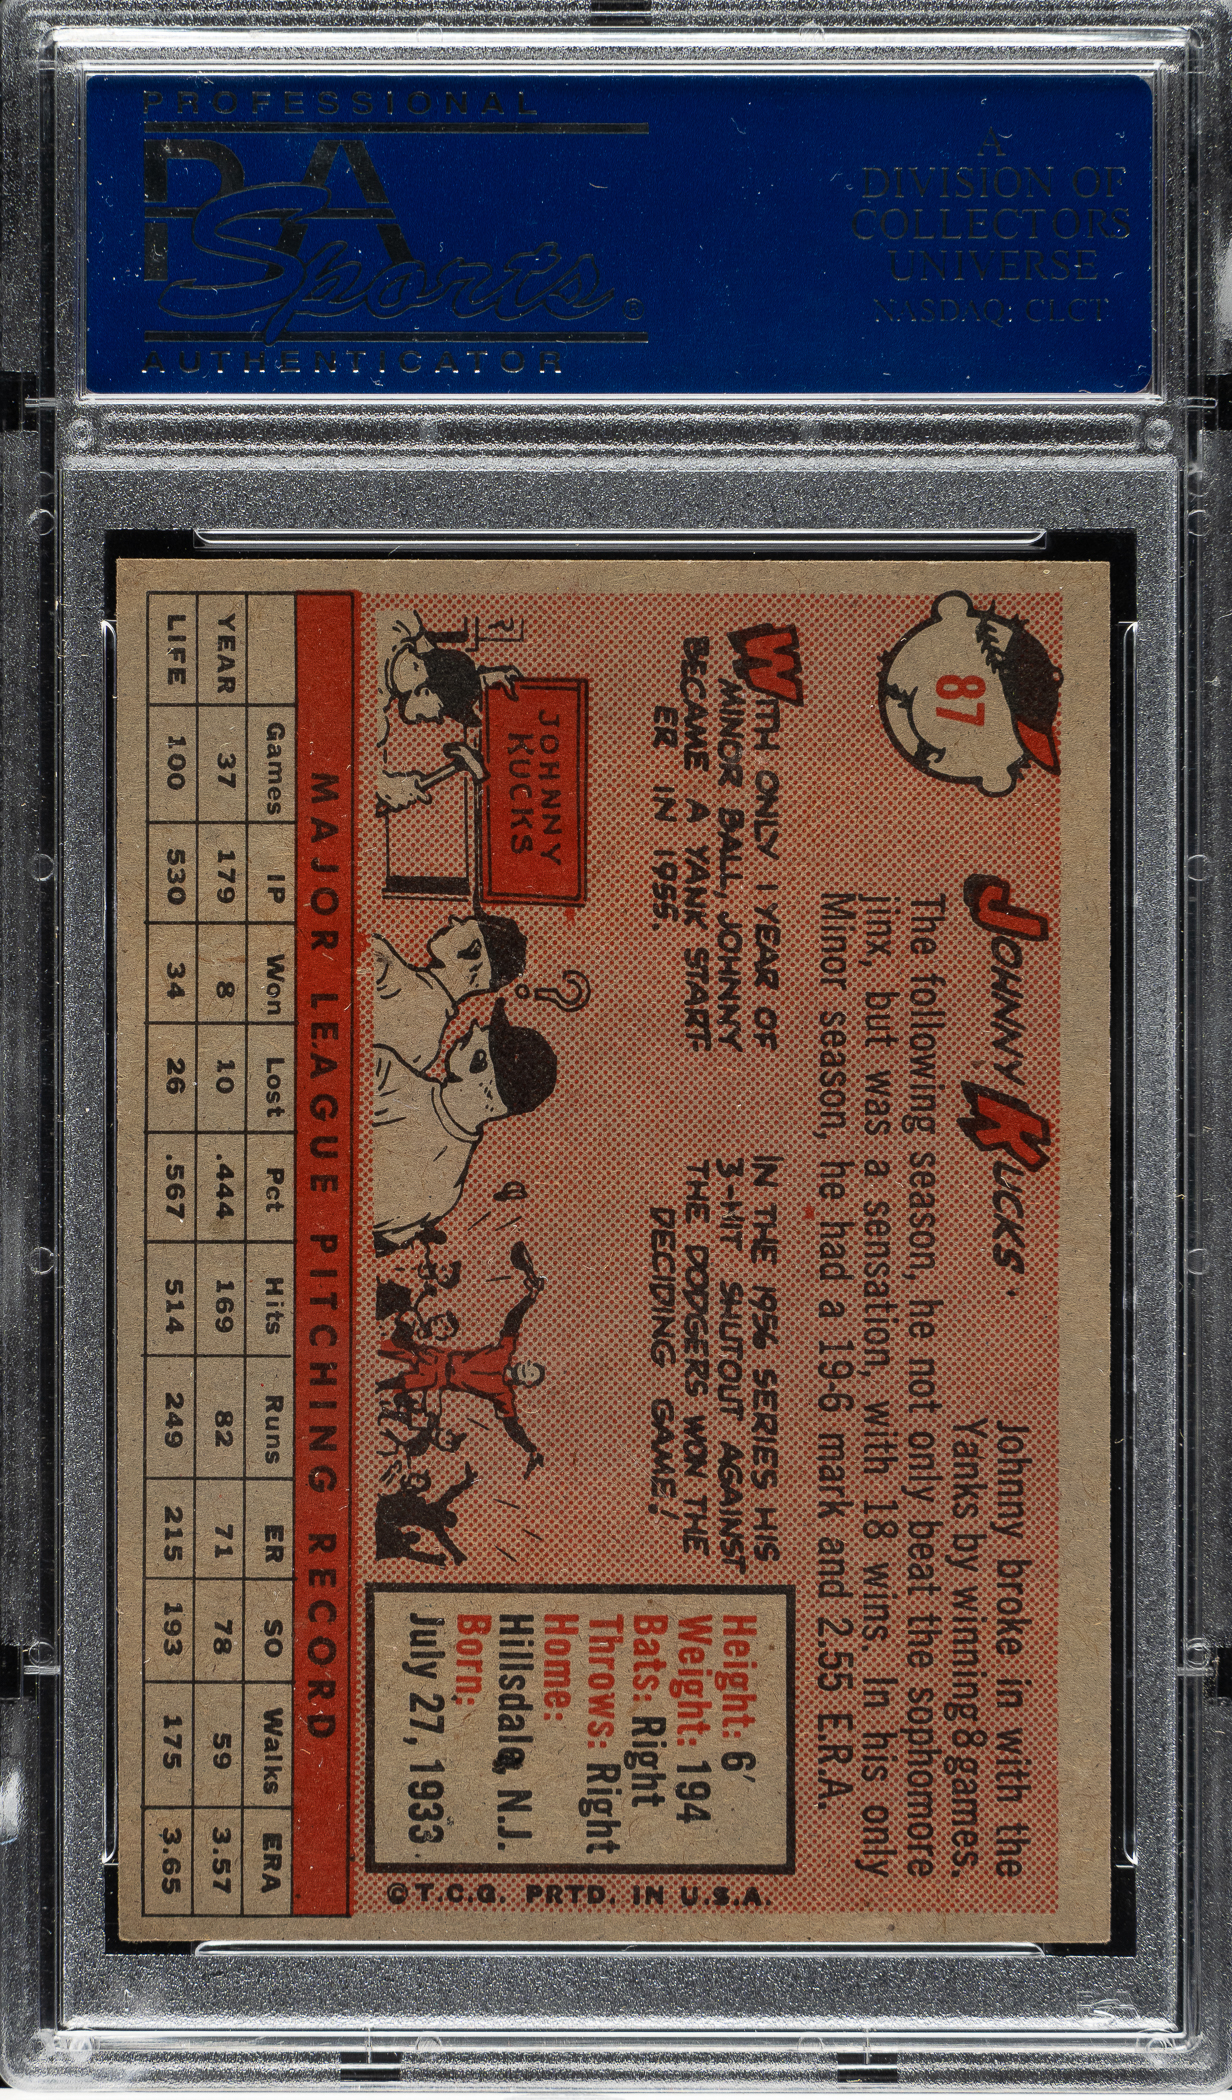 PROFESSIONAL
PSA
Sports®
AUTHENTICATOR
A
DIVISION OF
COLLECTORS
UNIVERSE
NASDAQ: CLCT
87
JOHNNY KUCKS
Johnny broke in with the
Yanks by winning 8 games.
The following season, he not only beat the sophomore
jinx, but was a sensation, with 18 wins. In his only
Minor season, he had a 19-6 mark and 2.55 E.R.A.
WITH ONLY 1 YEAR OF
MINOR BALL, JOHNNY
BECAME A YANK START
ER IN 1955.
JOHNNY
KUCKS
?
IN THE 1956 SERIES HIS
3-HIT SHUTOUT AGAINST
THE DODGERS WON THE
DECIDING GAME!
Height: 6'
Weight: 194
Bats: Right
Throws: Right
Home:
Hillsdale, N.J.
Born:
July 27, 1933
©T.C.G. PRTD. IN U.S.A.
MAJOR LEAGUE PITCHING RECORD
Games IP Won Lost Pct Hits Runs ER SO Walks ERA
YEAR 37 179 8 10 .444 169 82 71 78 59 3.57
LIFE 100 530 34 26 .567 514 249 215 193 175 3.65